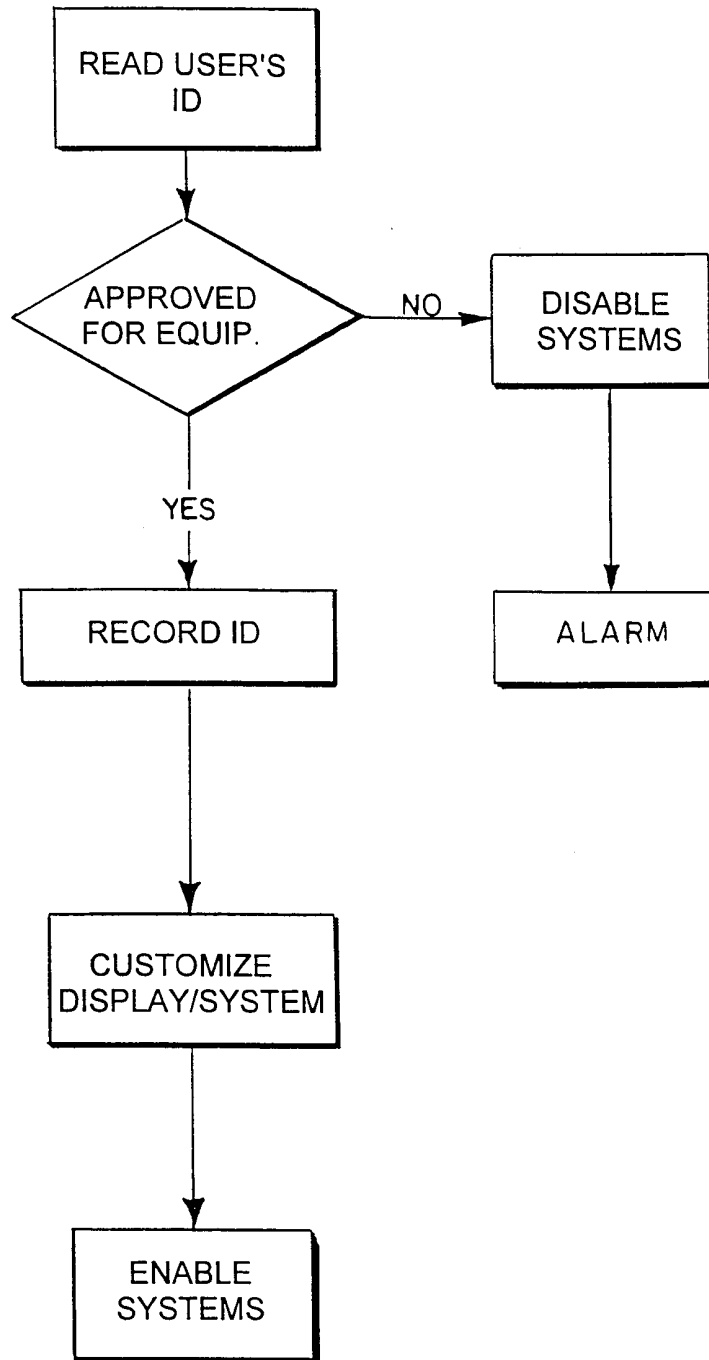 READ USER'S
ID
APPROVED
FOR EQUIP.
NO
DISABLE
SYSTEMS
YES
RECORD ID
ALARM
CUSTOMIZE
DISPLAY/SYSTEM
ENABLE
SYSTEMS